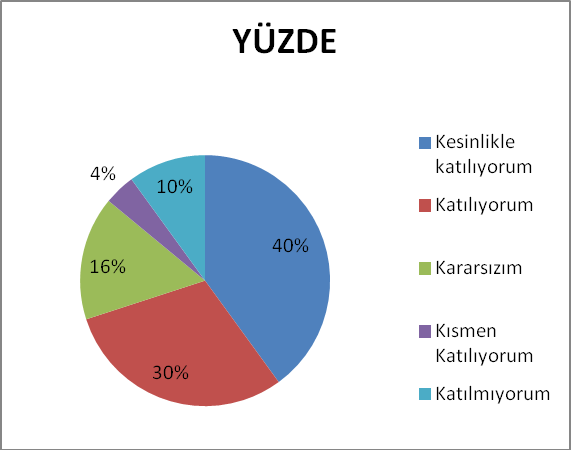 YÜZDE
4%
10%
40%
16%
30%
Kesinlikle
katılıyorum
Katılıyorum
Kararsızım
Kısmen
Katılıyorum
Katılmıyorum